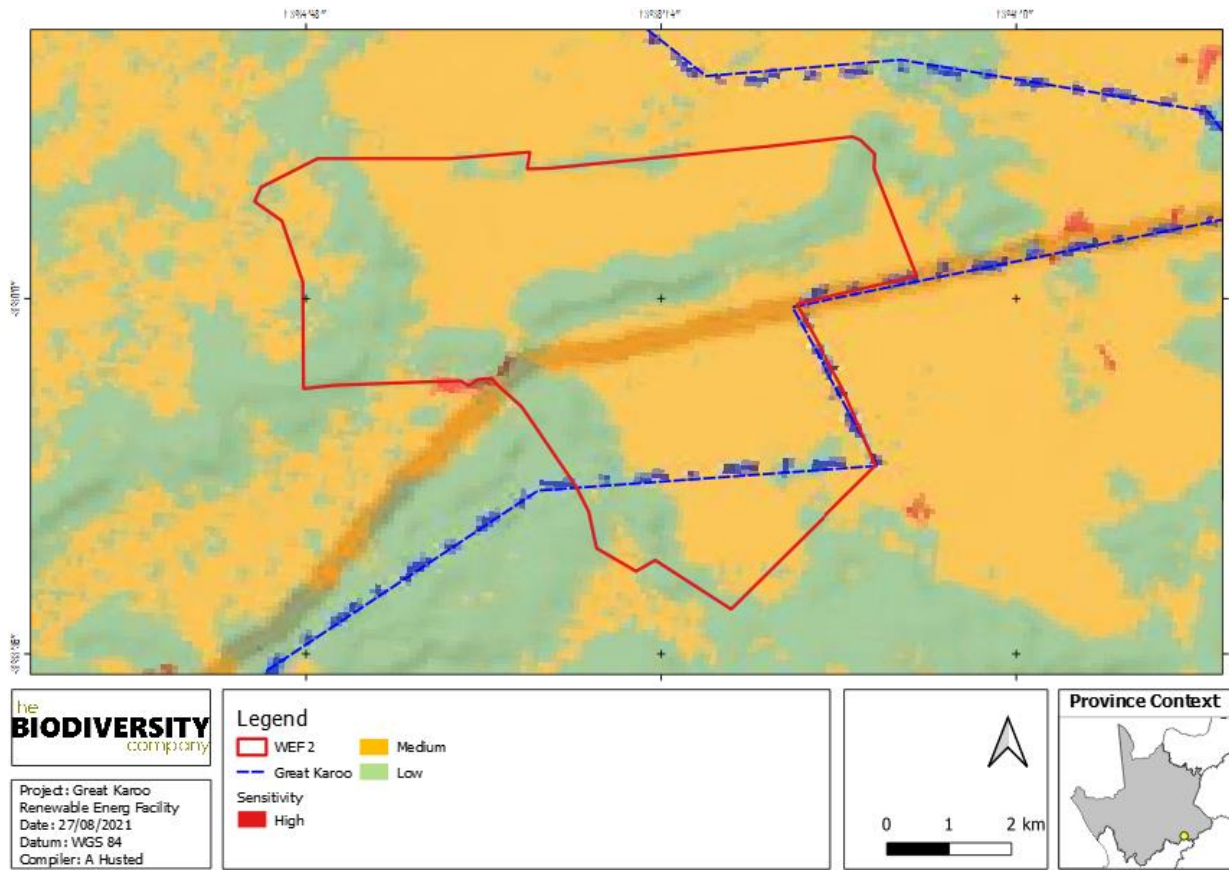 the
BIODIVERSITY
company
Project: Great Karoo
Renewable Energ Facility
Date: 27/08/2021
Datum: WGS 84
Compiler: A Husted
Legend
WEF 2
Great Karoo
Sensitivity
High
Medium
Low
0 1 2 km
Province Context